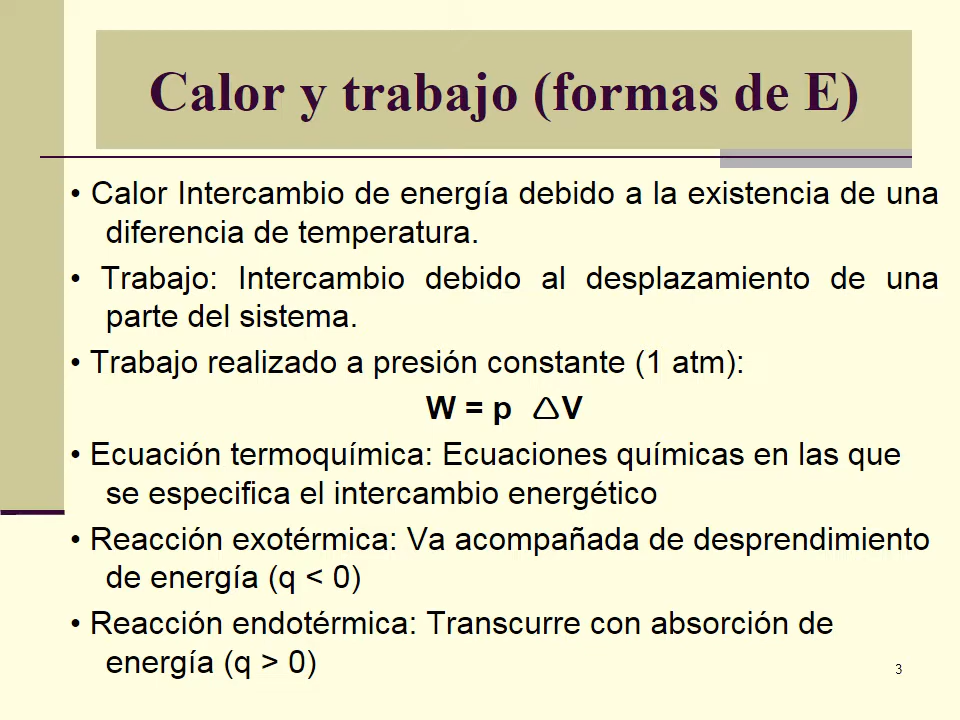 Calor y trabajo (formas de E)
• Calor Intercambio de energía debido a la existencia de una
diferencia de temperatura.
• Trabajo: Intercambio debido al desplazamiento de una
parte del sistema.
• Trabajo realizado a presión constante (1 atm):
W = p △V
• Ecuación termoquímica: Ecuaciones químicas en las que
se especifica el intercambio energético
• Reacción exotérmica: Va acompañada de desprendimiento
de energía (q < 0)
• Reacción endotérmica: Transcurre con absorción de
energía (q > 0)
3